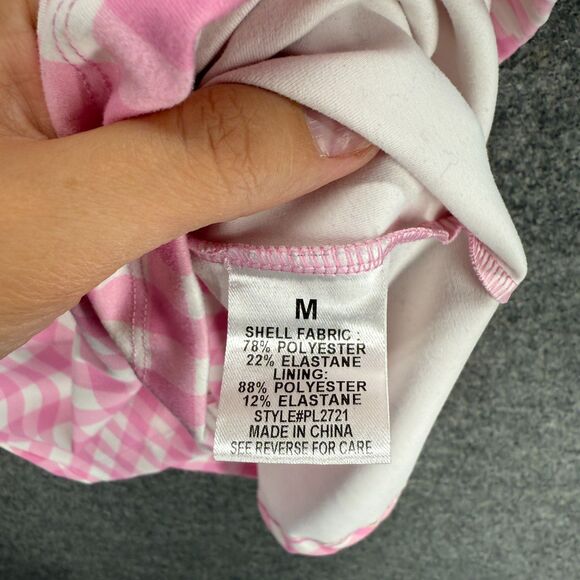 M
SHELL FABRIC :
78% POLYESTER
22% ELASTANE
LINING:
88% POLYESTER
12% ELASTANE
STYLE#PL2721
MADE IN CHINA
SEE REVERSE FOR CARE